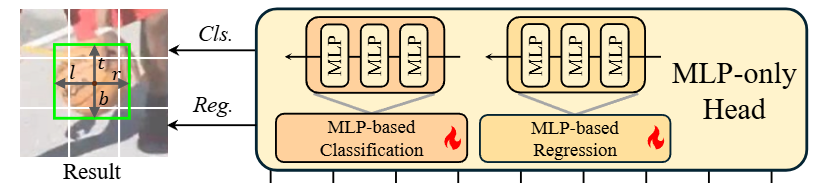 Cls.
Reg.
l
t
r
b
Result
MLP
MLP
MLP
MLP
MLP
MLP
MLP-based
Classification
MLP-based
Regression
MLP-only
Head